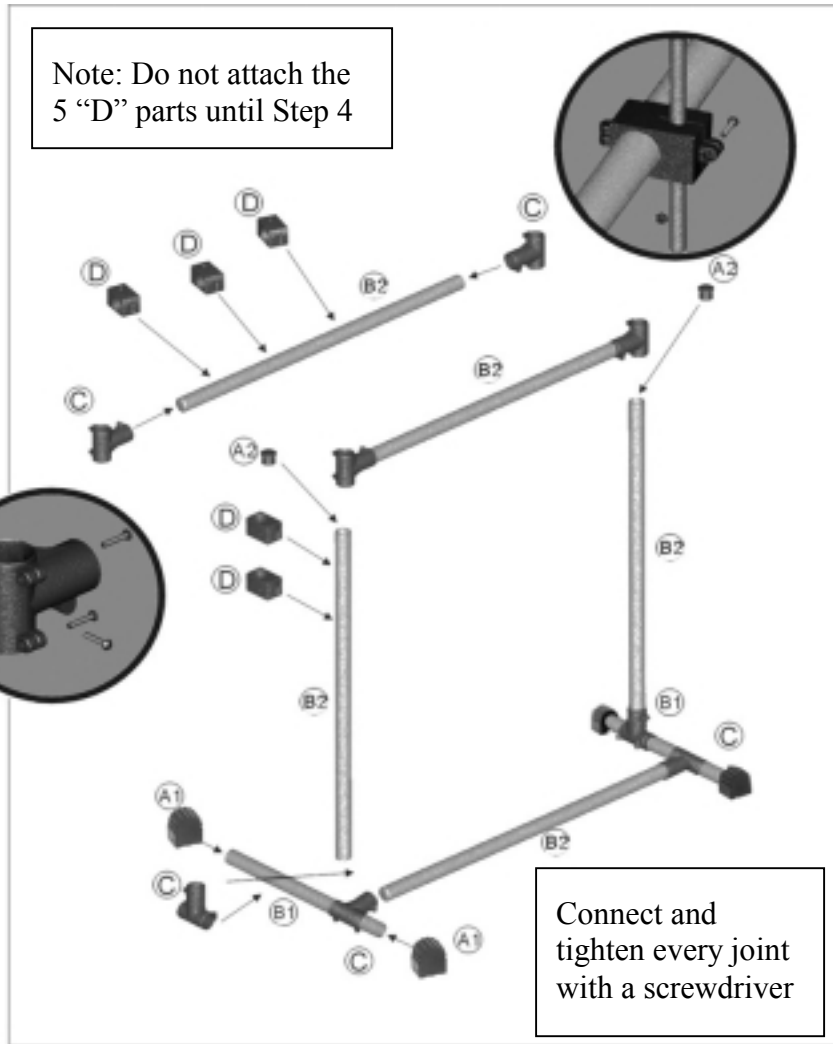 Note: Do not attach the
5 “D” parts until Step 4
D
C
D
D
A2
B2
C
B2
A2
D
B2
D
B2
B1
C
A1
B2
C
B1
A1
C
Connect and
tighten every joint
with a screwdriver